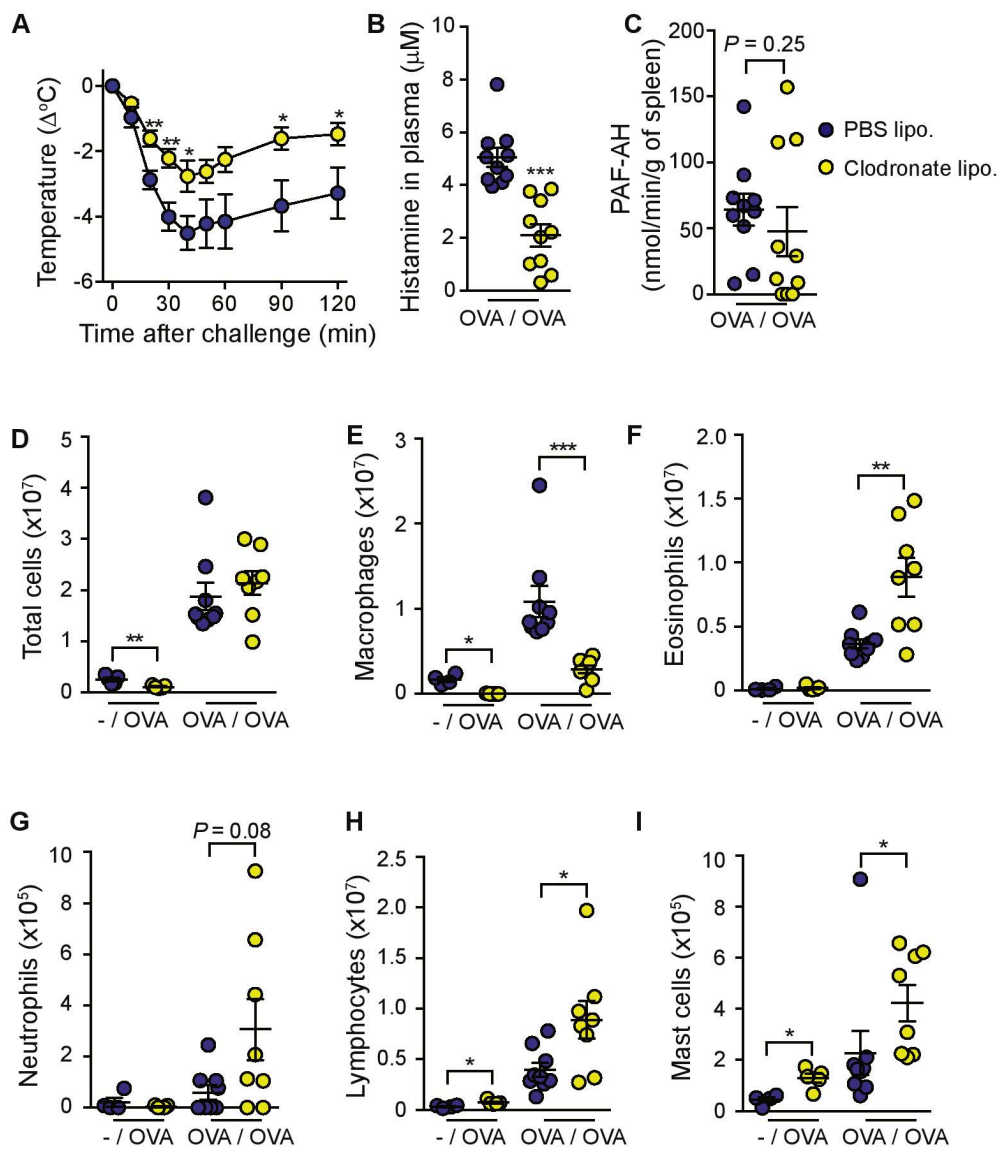 A
Temperature (Δ°C)
0
-2
-4
-6
**
**
*
*
*
0
30
60
90
120
Time after challenge (min)
B
Histamine in plasma (μM)
10
8
6
4
2
0
***
OVA / OVA
C
PAF-AH
(nmol/min/g of spleen)
200
150
100
50
0
P = 0.25
OVA / OVA
PBS lipo.
Clodronate lipo.
D
Total cells (x10⁷)
5
4
3
2
1
0
**
- / OVA
OVA / OVA
E
Macrophages (x10⁷)
3
2
1
0
*
***
- / OVA
OVA / OVA
F
Eosinophils (x10⁷)
2.0
1.5
1.0
0.5
0
**
- / OVA
OVA / OVA
G
Neutrophils (x10⁵)
10
8
6
4
2
0
P = 0.08
- / OVA
OVA / OVA
H
Lymphocytes (x10⁷)
2.5
2.0
1.5
1.0
0.5
0
*
*
- / OVA
OVA / OVA
I
Mast cells (x10⁵)
10
8
6
4
2
0
*
*
- / OVA
OVA / OVA